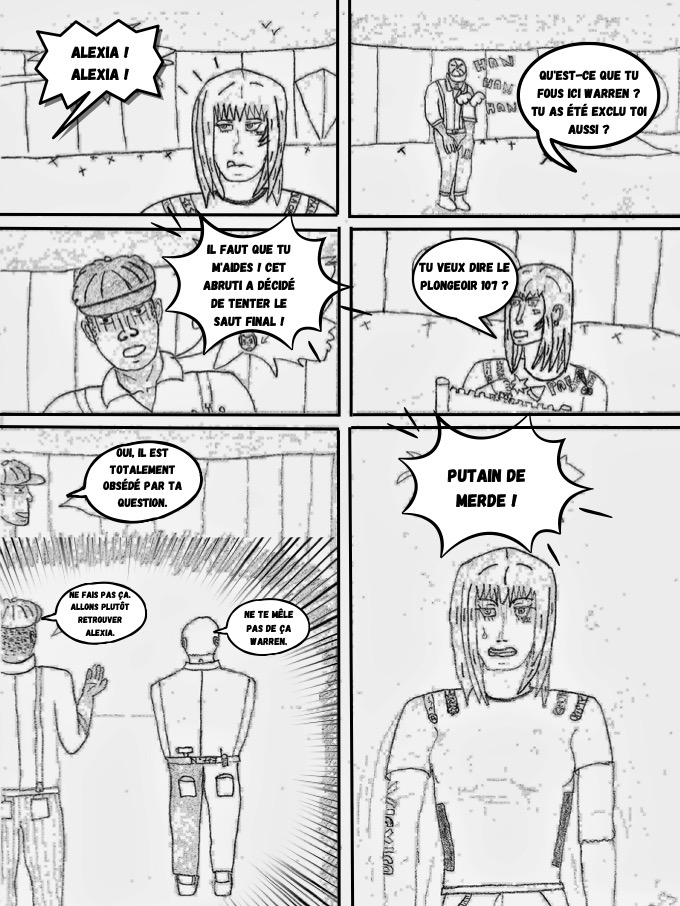 ALEXIA !
ALEXIA !
HAN
HAN
HAN
QU'EST-CE QUE TU
FOUS ICI WARREN ?
TU AS ÉTÉ EXCLU TOI
AUSSI ?
IL FAUT QUE TU
M'AIDES ! CET
ABRUTI A DÉCIDÉ
DE TENTER LE
SAUT FINAL !
TU VEUX DIRE LE
PLONGEOIR 107 ?
OUI, IL EST
TOTALEMENT
OBSÉDÉ PAR TA
QUESTION.
NE FAIS PAS ÇA.
ALLONS PLUTÔT
RETROUVER
ALEXIA.
NE TE MÊLE
PAS DE ÇA
WARREN.
PUTAIN DE
MERDE !